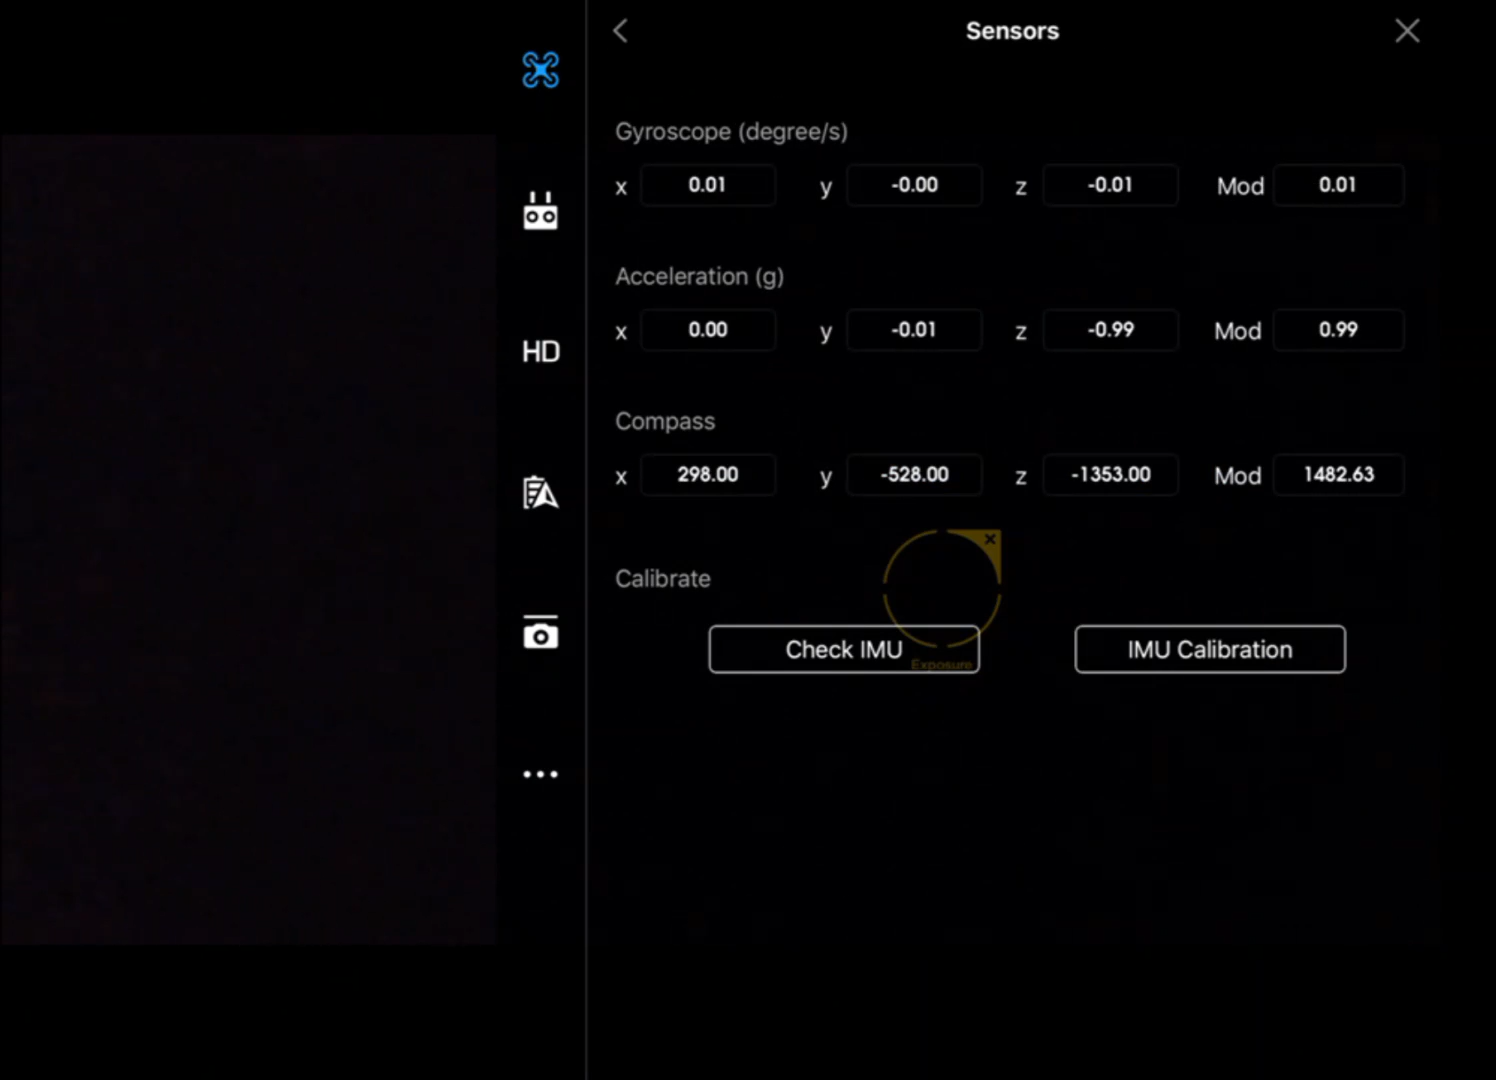 Sensors
Gyroscope (degree/s)
x 0.01 y -0.00 z -0.01 Mod 0.01
Acceleration (g)
x 0.00 y -0.01 z -0.99 Mod 0.99
HD
Compass
x 298.00 y -528.00 z -1353.00 Mod 1482.63
Calibrate
Check IMU IMU Calibration
Exposure